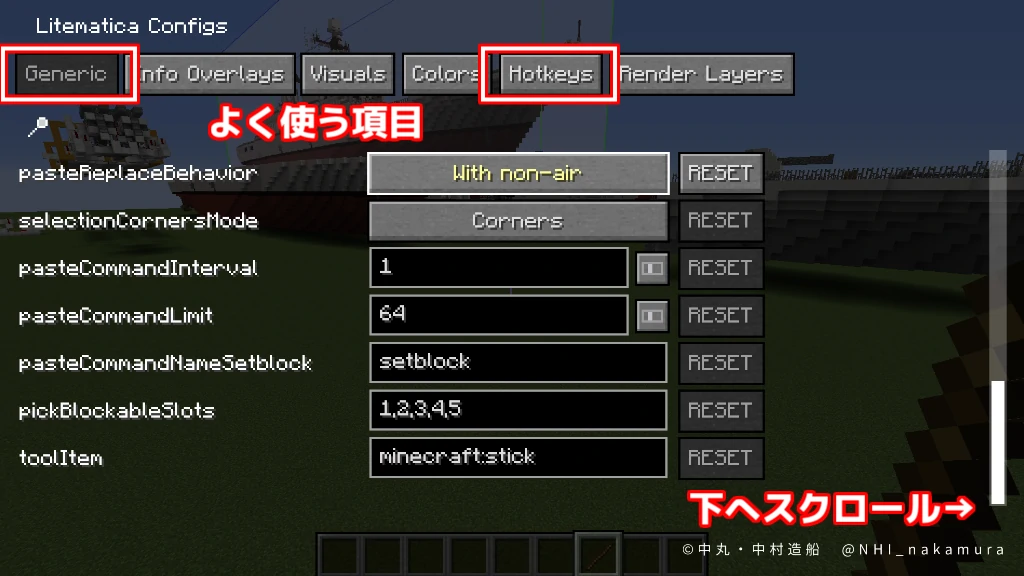 Litematica Configs
Generic Info Overlays Visuals Colors Hotkeys Render Layers
よく使う項目
pasteReplaceBehavior With non-air RESET
selectionCornersMode Corners RESET
pasteCommandInterval 1 RESET
pasteCommandLimit 64 RESET
pasteCommandNameSetblock setblock RESET
pickBlockableSlots 1,2,3,4,5 RESET
toolItem minecraft:stick RESET
下へスクロール→
©中丸・中村造船 @NHI_nakamura